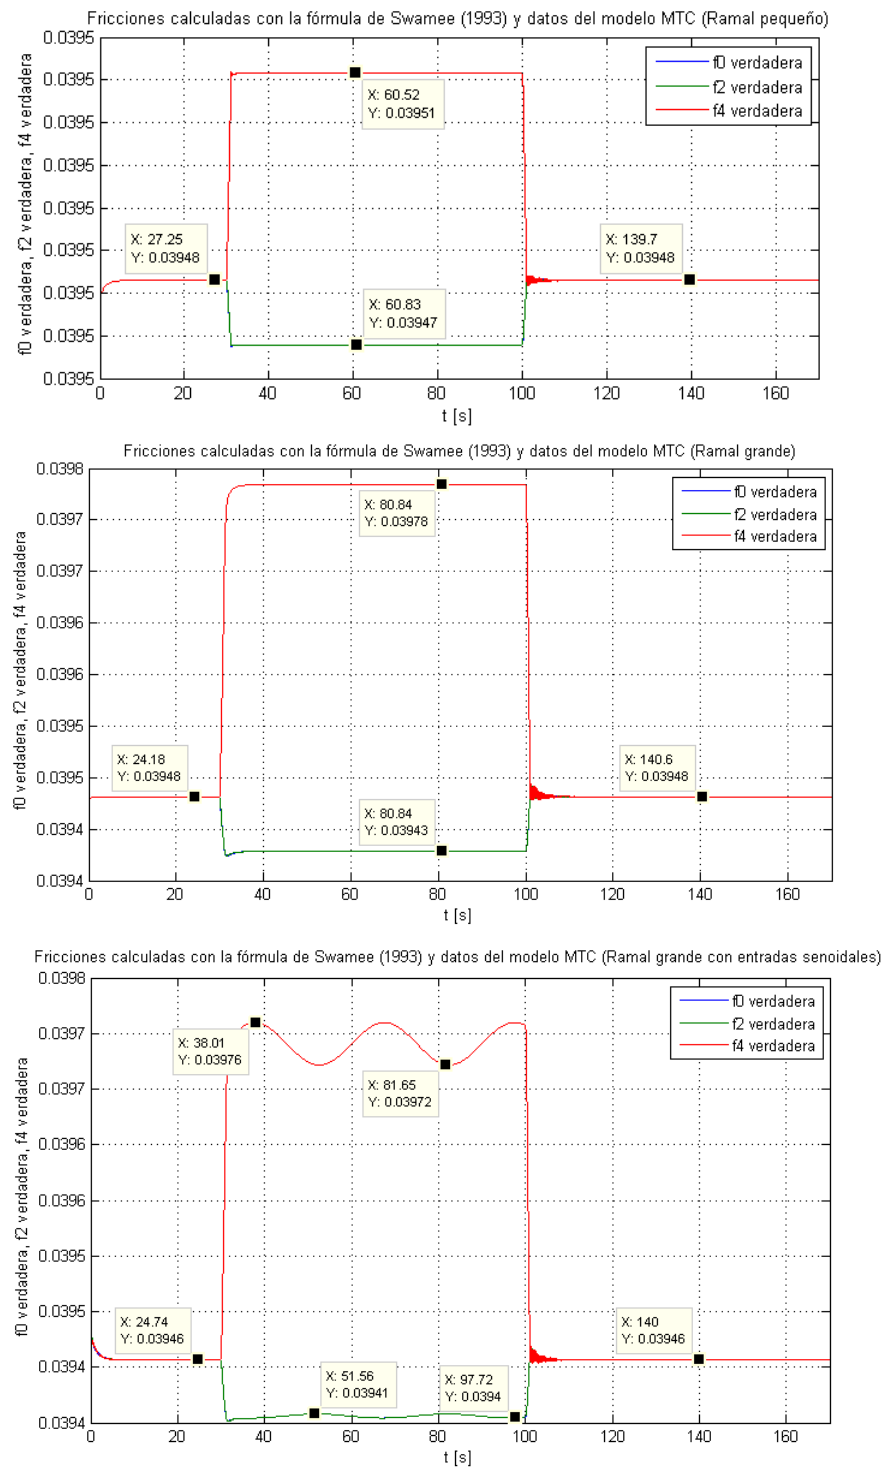 Fricciones calculadas con la fórmula de Swamee (1993) y datos del modelo MTC (Ramal pequeño)
f0 verdadera, f2 verdadera, f4 verdadera
0.0395
0.0395
0.0395
0.0395
0.0395
0.0395
0.0395
0.0395
0.0395
f0 verdadera
f2 verdadera
f4 verdadera
X: 60.52
Y: 0.03951
X: 27.25
Y: 0.03948
X: 139.7
Y: 0.03948
X: 60.83
Y: 0.03947
0 20 40 60 80 100 120 140 160
t [s]
Fricciones calculadas con la fórmula de Swamee (1993) y datos del modelo MTC (Ramal grande)
f0 verdadera, f2 verdadera, f4 verdadera
0.0398
0.0397
0.0397
0.0396
0.0396
0.0395
0.0395
0.0394
0.0394
f0 verdadera
f2 verdadera
f4 verdadera
X: 80.84
Y: 0.03978
X: 24.18
Y: 0.03948
X: 140.6
Y: 0.03948
X: 80.84
Y: 0.03943
0 20 40 60 80 100 120 140 160
t [s]
Fricciones calculadas con la fórmula de Swamee (1993) y datos del modelo MTC (Ramal grande con entradas senoidales)
f0 verdadera, f2 verdadera, f4 verdadera
0.0398
0.0397
0.0397
0.0396
0.0396
0.0395
0.0395
0.0394
0.0394
f0 verdadera
f2 verdadera
f4 verdadera
X: 38.01
Y: 0.03976
X: 81.65
Y: 0.03972
X: 24.74
Y: 0.03946
X: 140
Y: 0.03946
X: 51.56
Y: 0.03941
X: 97.72
Y: 0.0394
0 20 40 60 80 100 120 140 160
t [s]